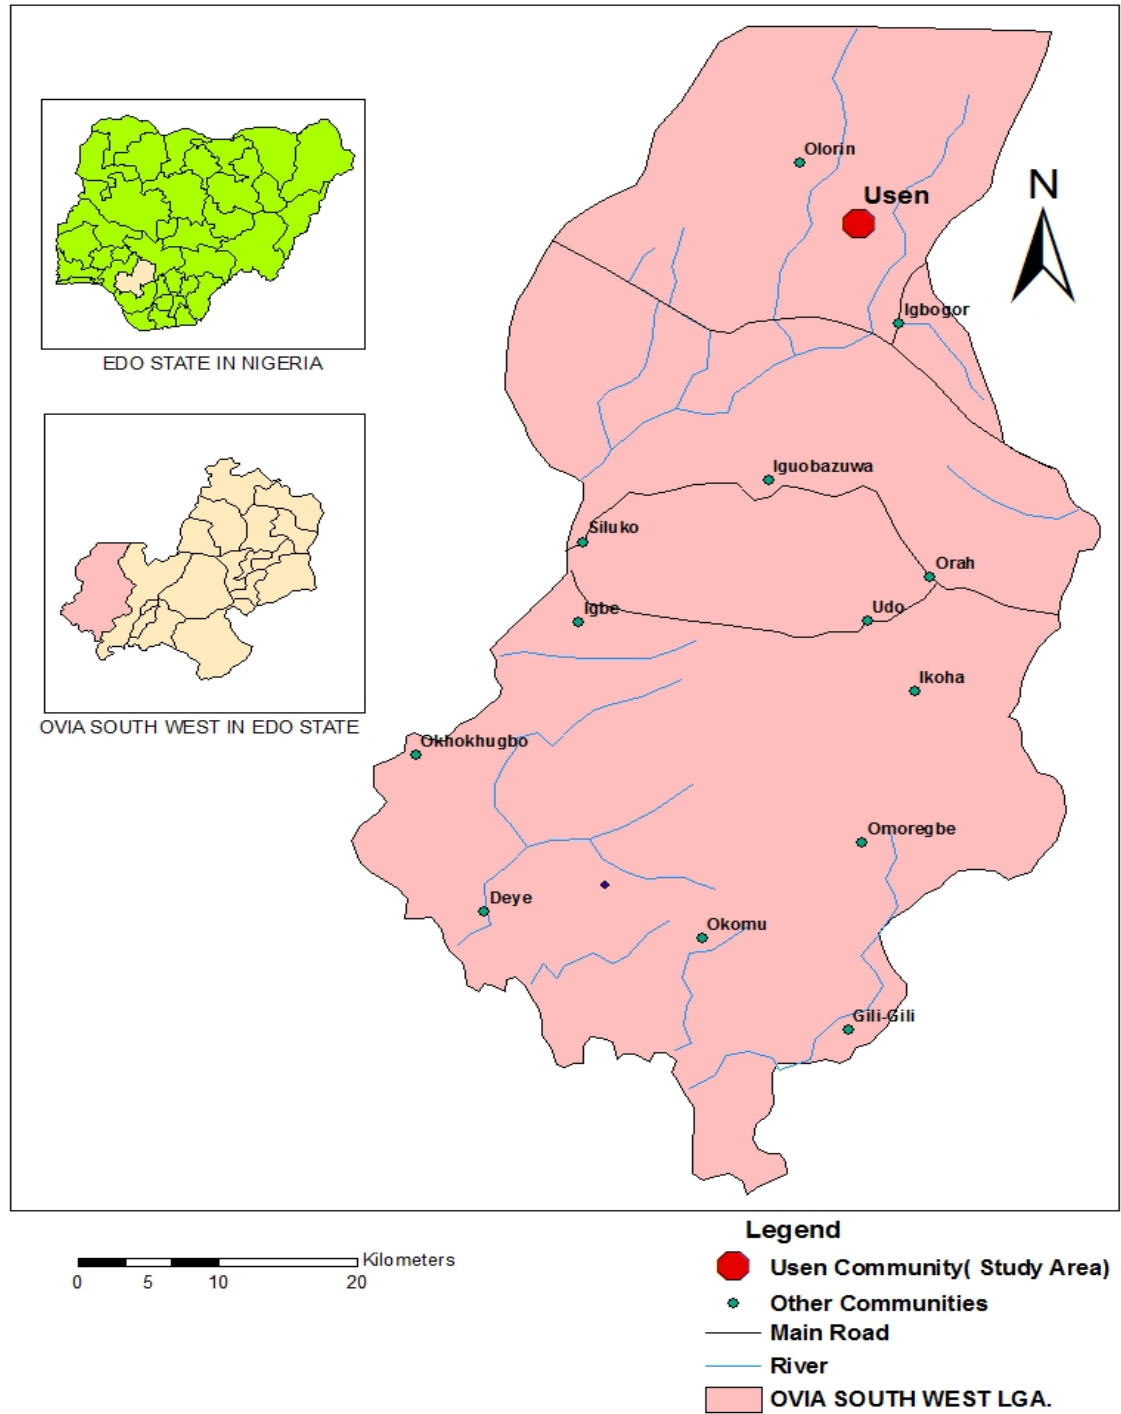 Olorin
Usen
N
Igbogor
EDO STATE IN NIGERIA
Iguobazuwa
Siluko
Orah
Igbe
Udo
Ikoha
OVIA SOUTH WEST IN EDO STATE
Okhokhugbo
Omoregbe
Deye
Okomu
Gili-Gili
Legend
Kilometers
0 5 10 20
Usen Community( Study Area)
Other Communities
Main Road
River
OVIA SOUTH WEST LGA.